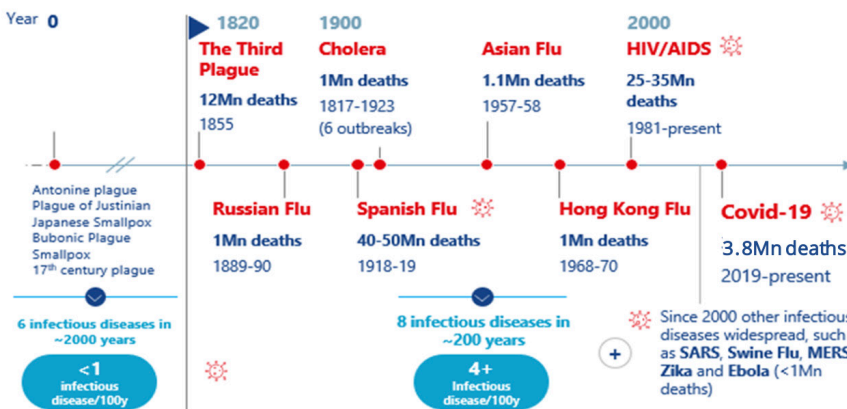 Year 0
1820
1900
2000
The Third
Plague
12Mn deaths
1855
Cholera
1Mn deaths
1817-1923
(6 outbreaks)
Asian Flu
1.1Mn deaths
1957-58
HIV/AIDS
25-35Mn
deaths
1981-present
Antonine plague
Plague of Justinian
Japanese Smallpox
Bubonic Plague
Smallpox
17th century plague
Russian Flu
1Mn deaths
1889-90
Spanish Flu
40-50Mn deaths
1918-19
Hong Kong Flu
1Mn deaths
1968-70
Covid-19
3.8Mn deaths
2019-present
6 infectious diseases in
~2000 years
<1
infectious
disease/100y
8 infectious diseases in
~200 years
4+
Infectious
disease/100y
+
Since 2000 other infectious
diseases widespread, such
as SARS, Swine Flu, MERS
Zika and Ebola (<1Mn
deaths)